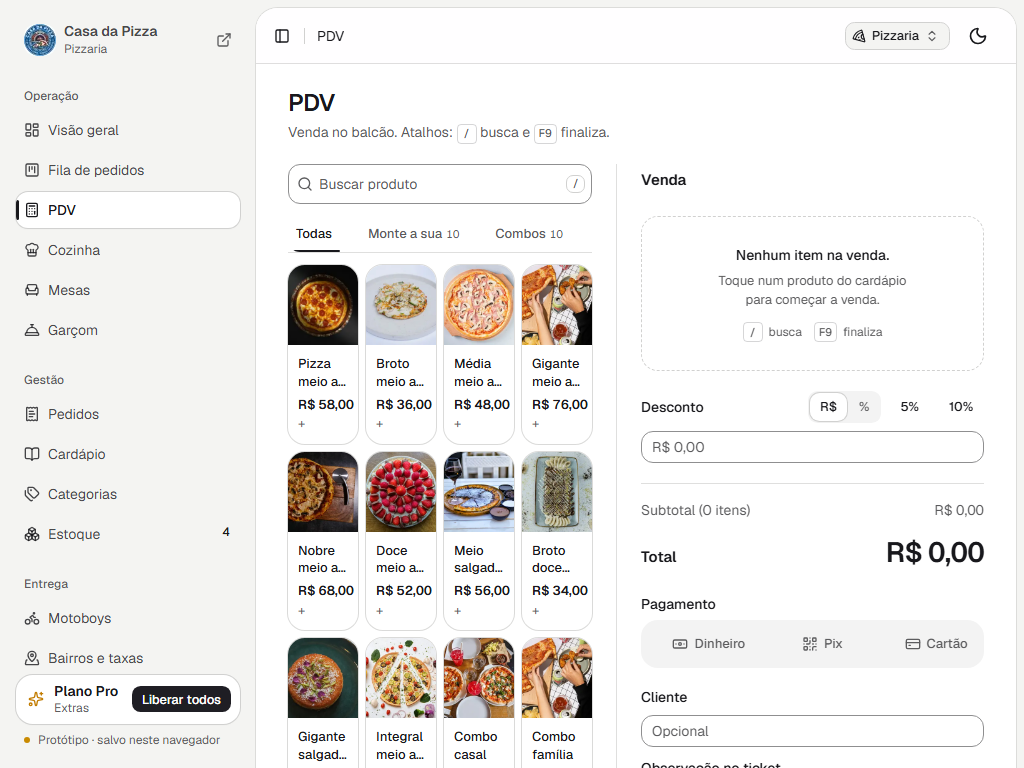 Casa da Pizza
Pizzaria
Operação
Visão geral
Fila de pedidos
PDV
Cozinha
Mesas
Garçom
Gestão
Pedidos
Cardápio
Categorias
Estoque 4
Entrega
Motoboys
Bairros e taxas
Plano Pro
Extras
Liberar todos
Protótipo · salvo neste navegador
PDV
Pizzaria
PDV
Venda no balcão. Atalhos: / busca e F9 finaliza.
Buscar produto /
Todas Monte a sua 10 Combos 10
Pizza meio a…
R$ 58,00
+
Broto meio a…
R$ 36,00
+
Média meio a…
R$ 48,00
+
Gigante meio a…
R$ 76,00
+
Nobre meio a…
R$ 68,00
+
Doce meio a…
R$ 52,00
+
Meio salgad…
R$ 56,00
+
Broto doce…
R$ 34,00
+
Gigante salgad…
Integral meio a…
Combo casal
Combo família
Venda
Nenhum item na venda.
Toque num produto do cardápio
para começar a venda.
/ busca F9 finaliza
Desconto R$ % 5% 10%
R$ 0,00
Subtotal (0 itens) R$ 0,00
Total R$ 0,00
Pagamento
Dinheiro Pix Cartão
Cliente
Opcional
Observação no ticket